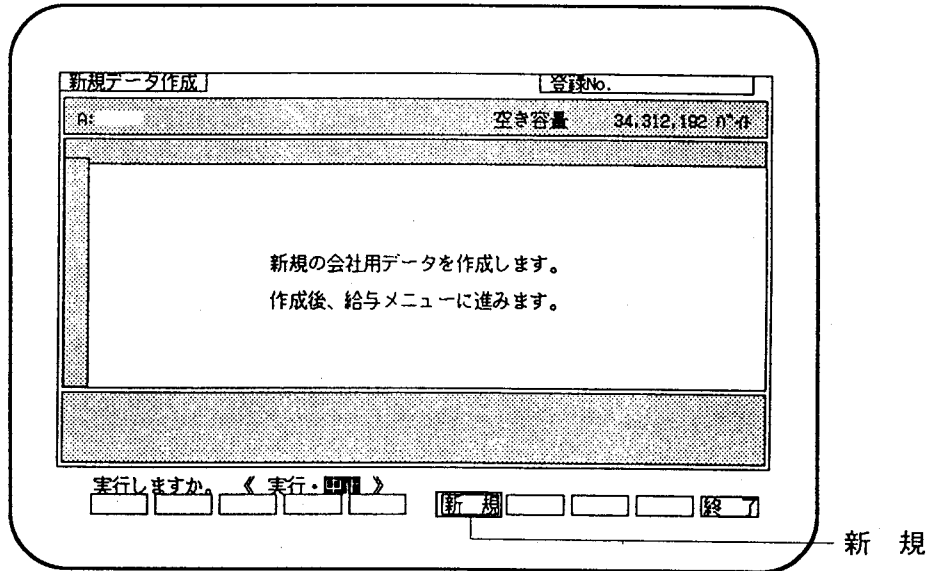 新規データ作成
登録No.
A:
空き容量 34,312,192 バイト
新規の会社用データを作成します。
作成後、給与メニューに進みます。
実行しますか。 《 実行・中止 》
新 規
終 了
新 規